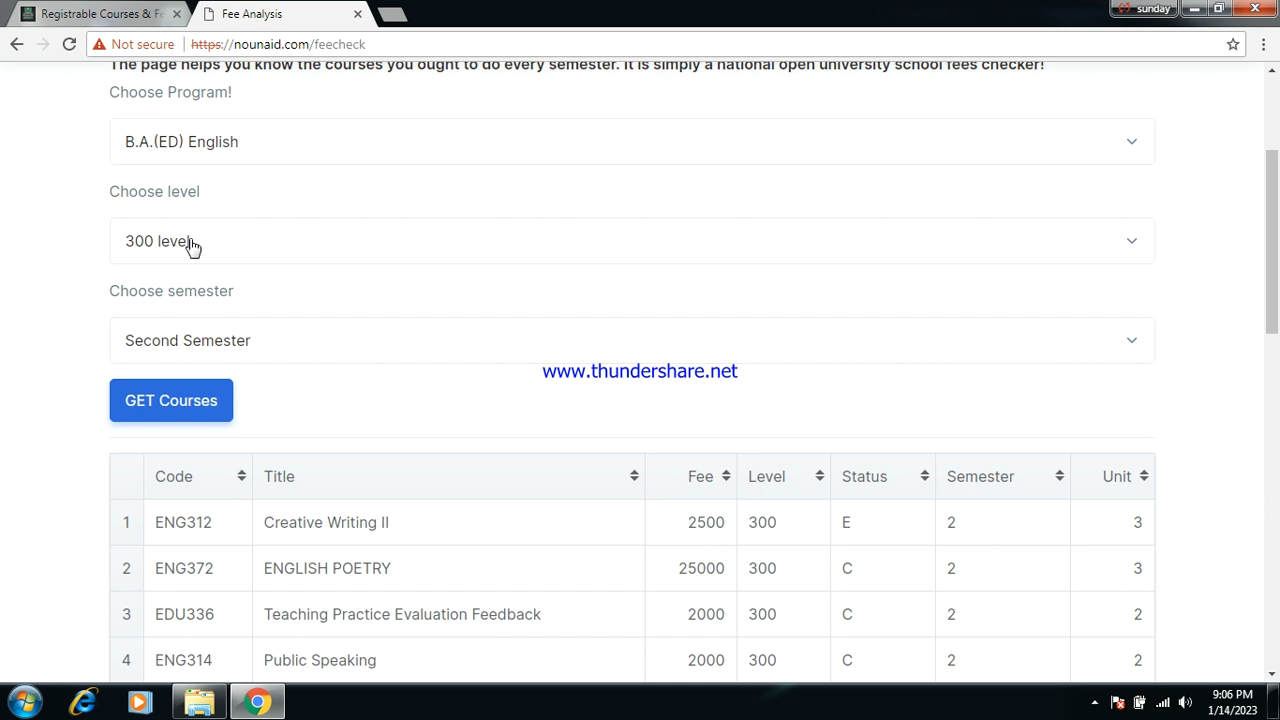 Registrable Courses & Fe
Fee Analysis
sunday
Not secure
https://nounaid.com/feecheck
The page helps you know the courses you ought to do every semester. It is simply a national open university school fees checker!
Choose Program!
B.A.(ED) English
Choose level
300 level
Choose semester
Second Semester
www.thundershare.net
GET Courses
Code Title Fee Level Status Semester Unit
1 ENG312 Creative Writing II 2500 300 E 2 3
2 ENG372 ENGLISH POETRY 25000 300 C 2 3
3 EDU336 Teaching Practice Evaluation Feedback 2000 300 C 2 2
4 ENG314 Public Speaking 2000 300 C 2 2
9:06 PM
1/14/2023